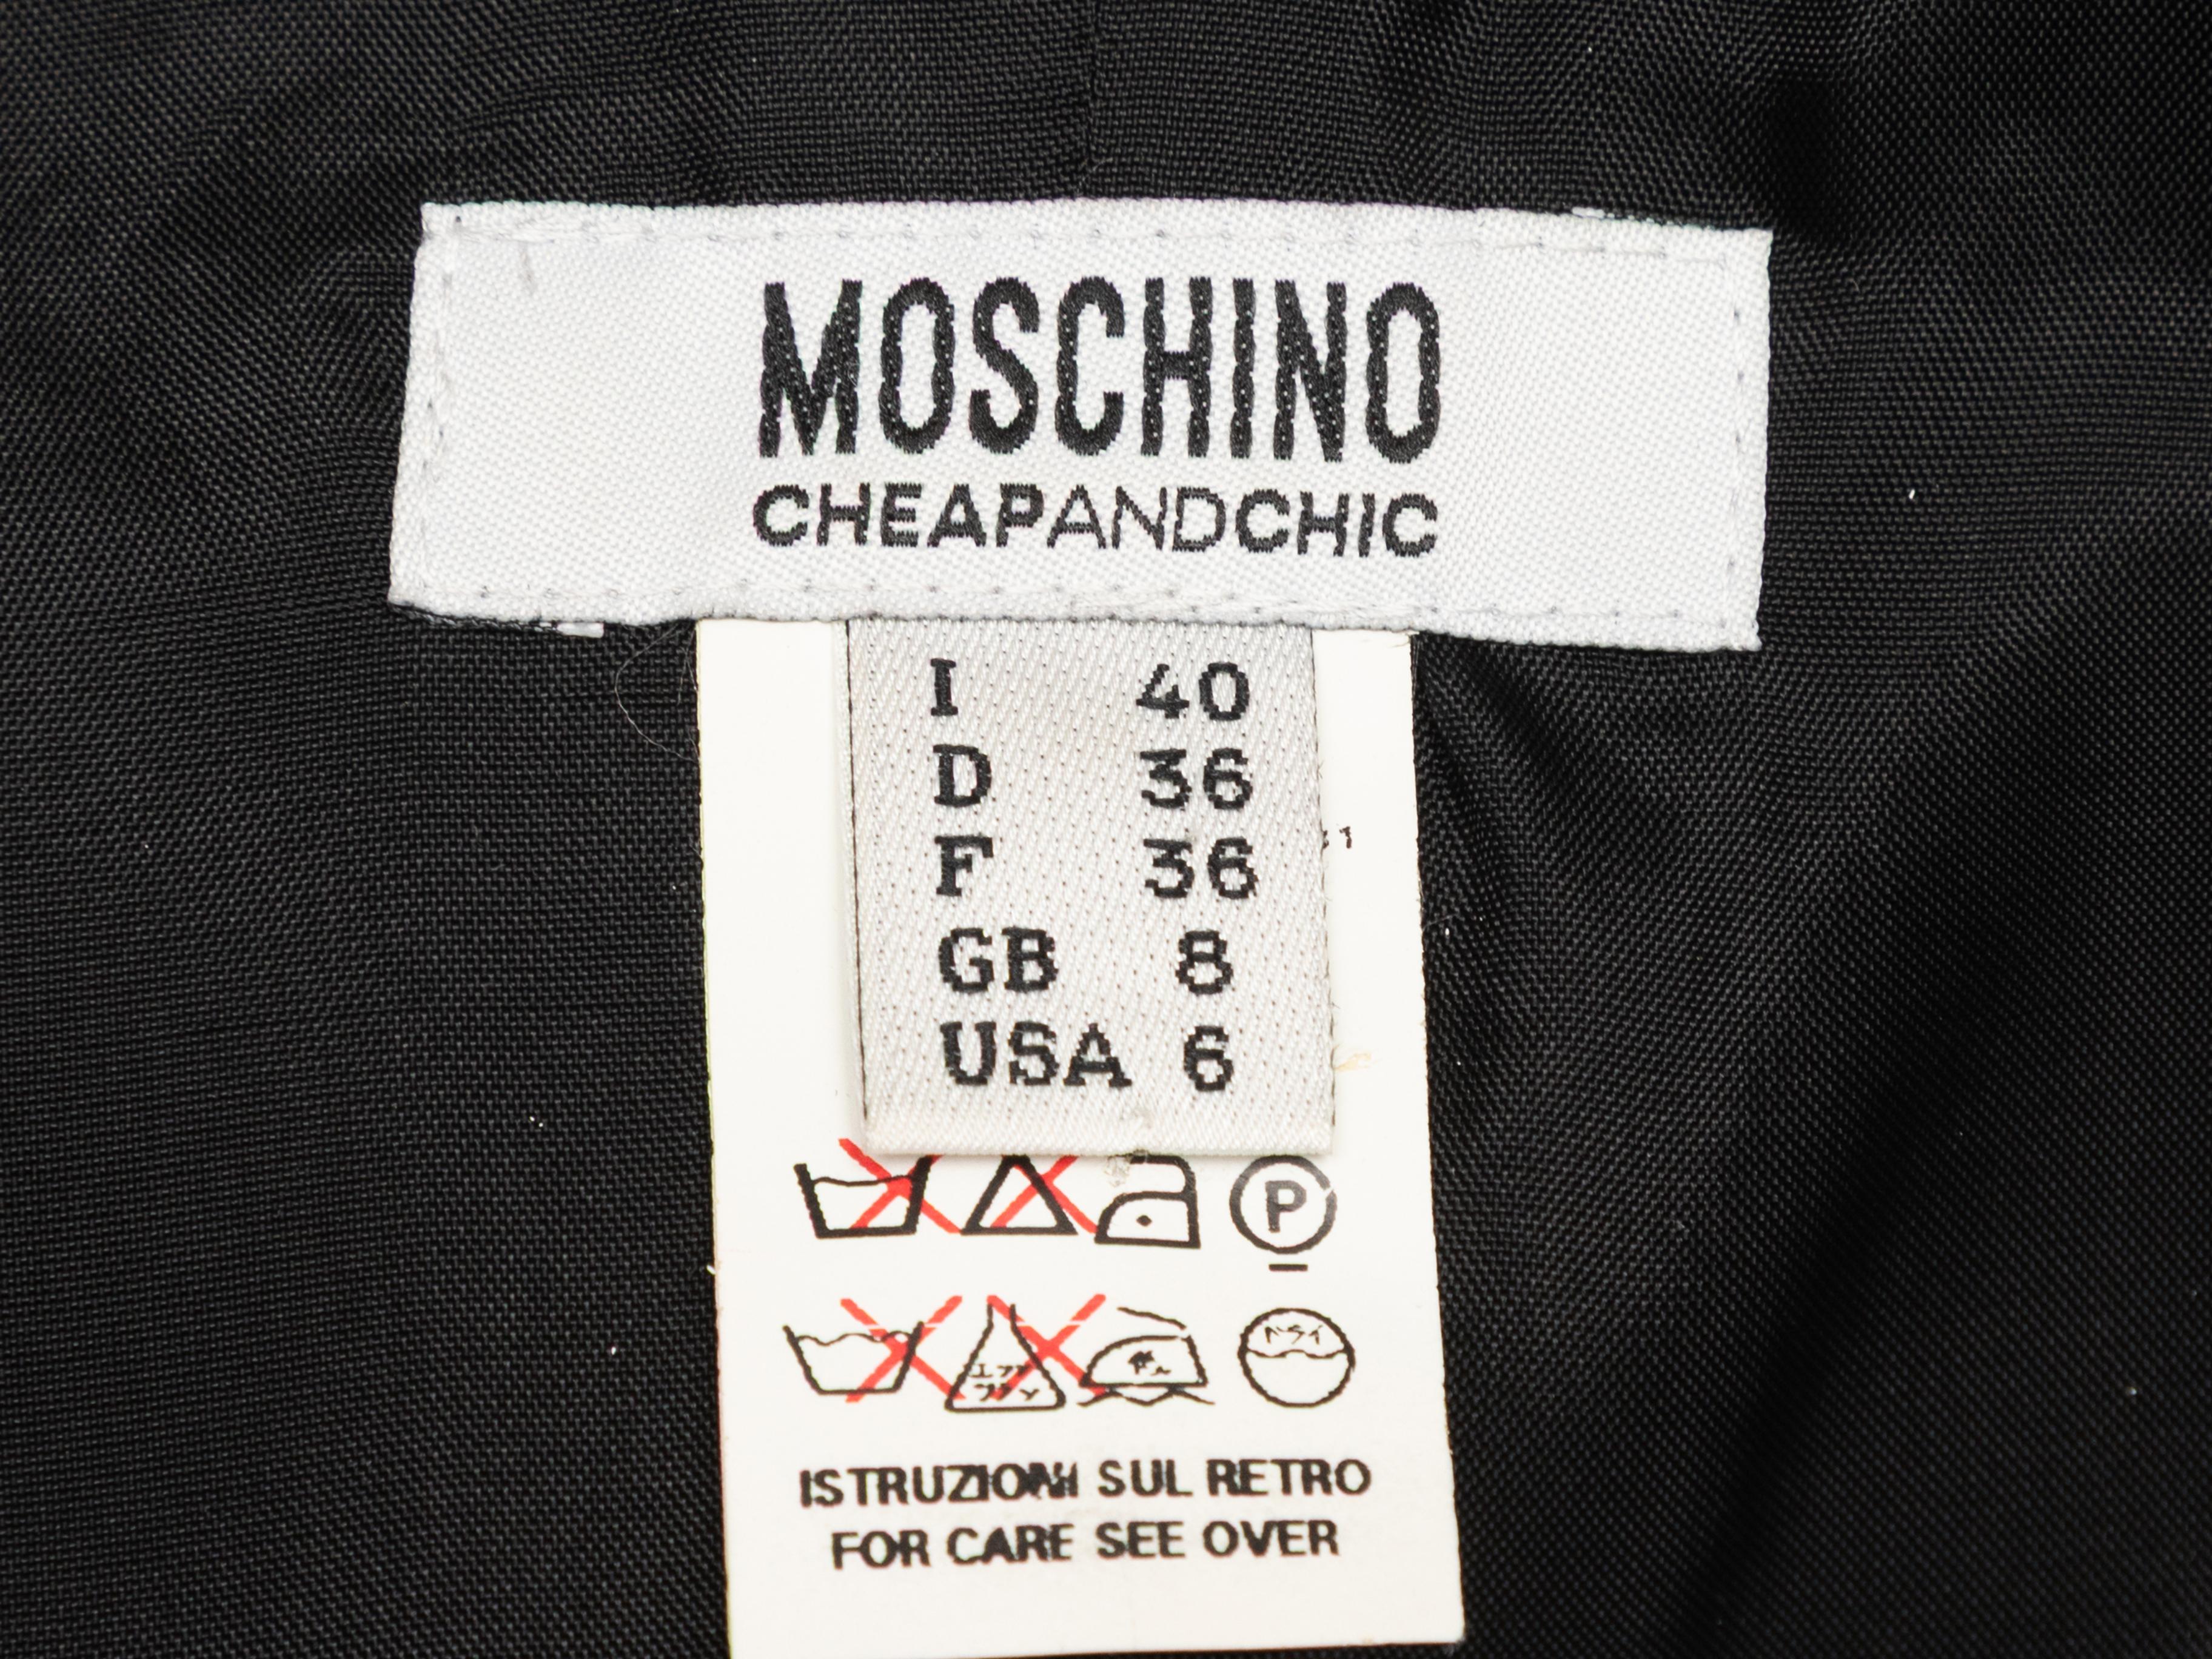 MOSCHINO
CHEAPANDCHIC
I 40
D 36
F 36
GB 8
USA 6
P
ISTRUZIONI SUL RETRO
FOR CARE SEE OVER